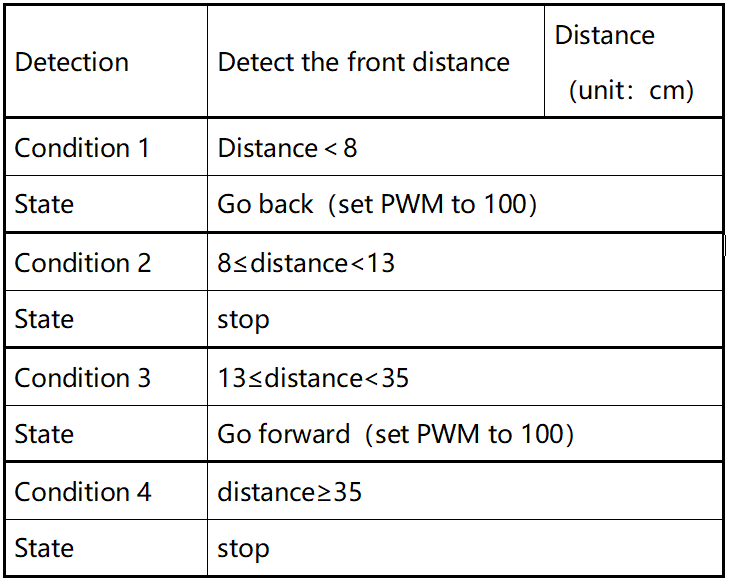 Detection
Detect the front distance
Distance
（unit：cm）
Condition 1
Distance＜8
State
Go back（set PWM to 100）
Condition 2
8≤distance<13
State
stop
Condition 3
13≤distance<35
State
Go forward（set PWM to 100）
Condition 4
distance≥35
State
stop